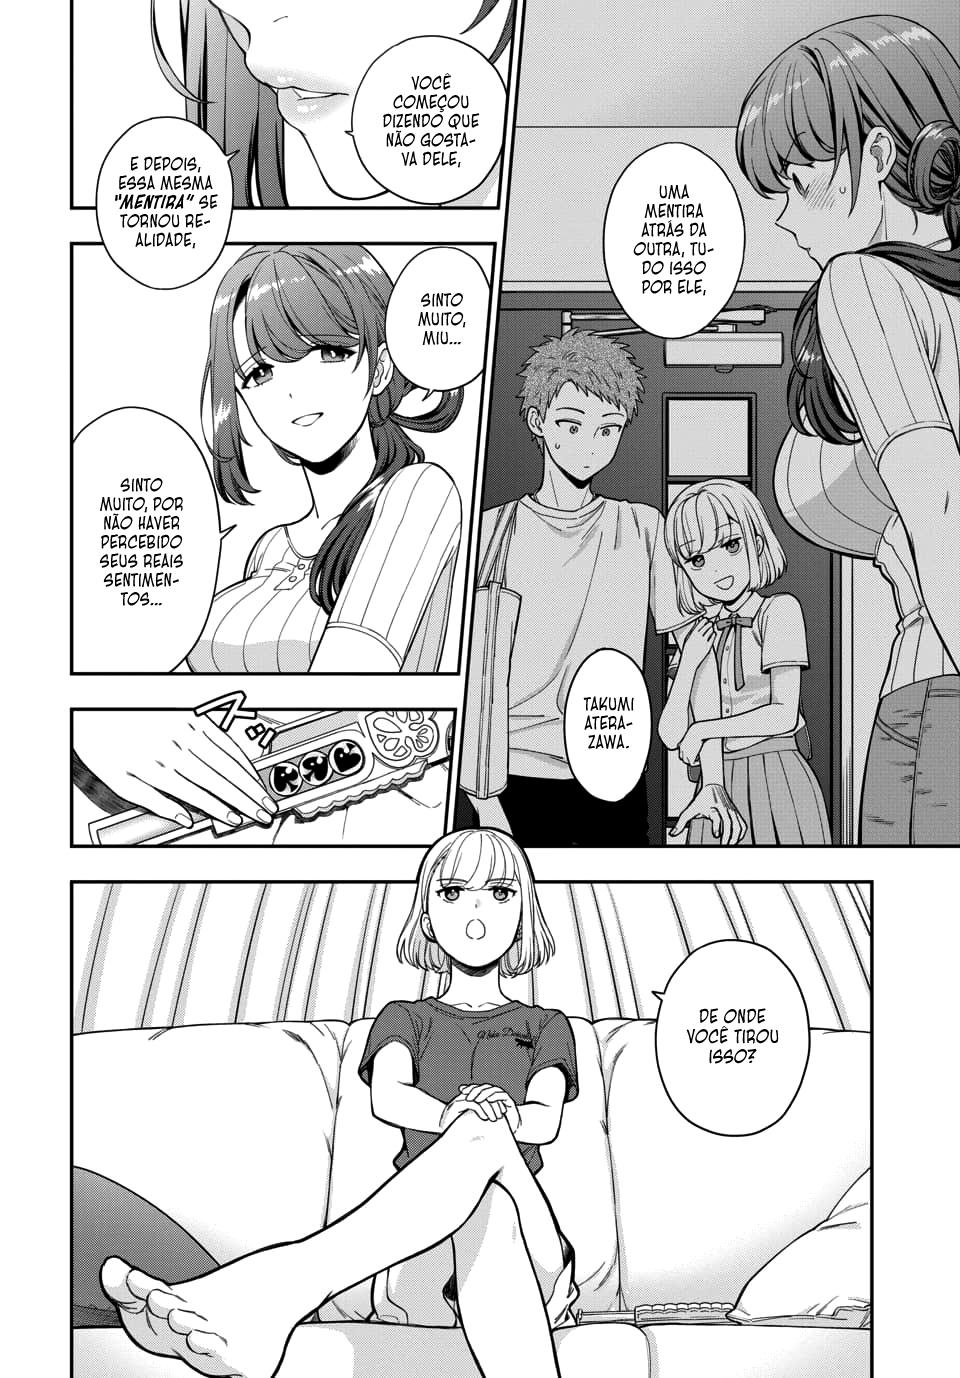 UMA
MENTIRA
ATRÁS DA
OUTRA, TU-
DO ISSO
POR ELE,
TAKUMI
ATERA-
ZAWA.
VOCÊ
COMEÇOU
DIZENDO QUE
NÃO GOSTA-
VA DELE,
E DEPOIS,
ESSA MESMA
"MENTIRA" SE
TORNOU RE-
ALIDADE,
SINTO
MUITO,
MIU...
SINTO
MUITO, POR
NÃO HAVER
PERCEBIDO
SEUS REAIS
SENTIMEN-
TOS...
DE ONDE
VOCÊ TIROU
ISSO?